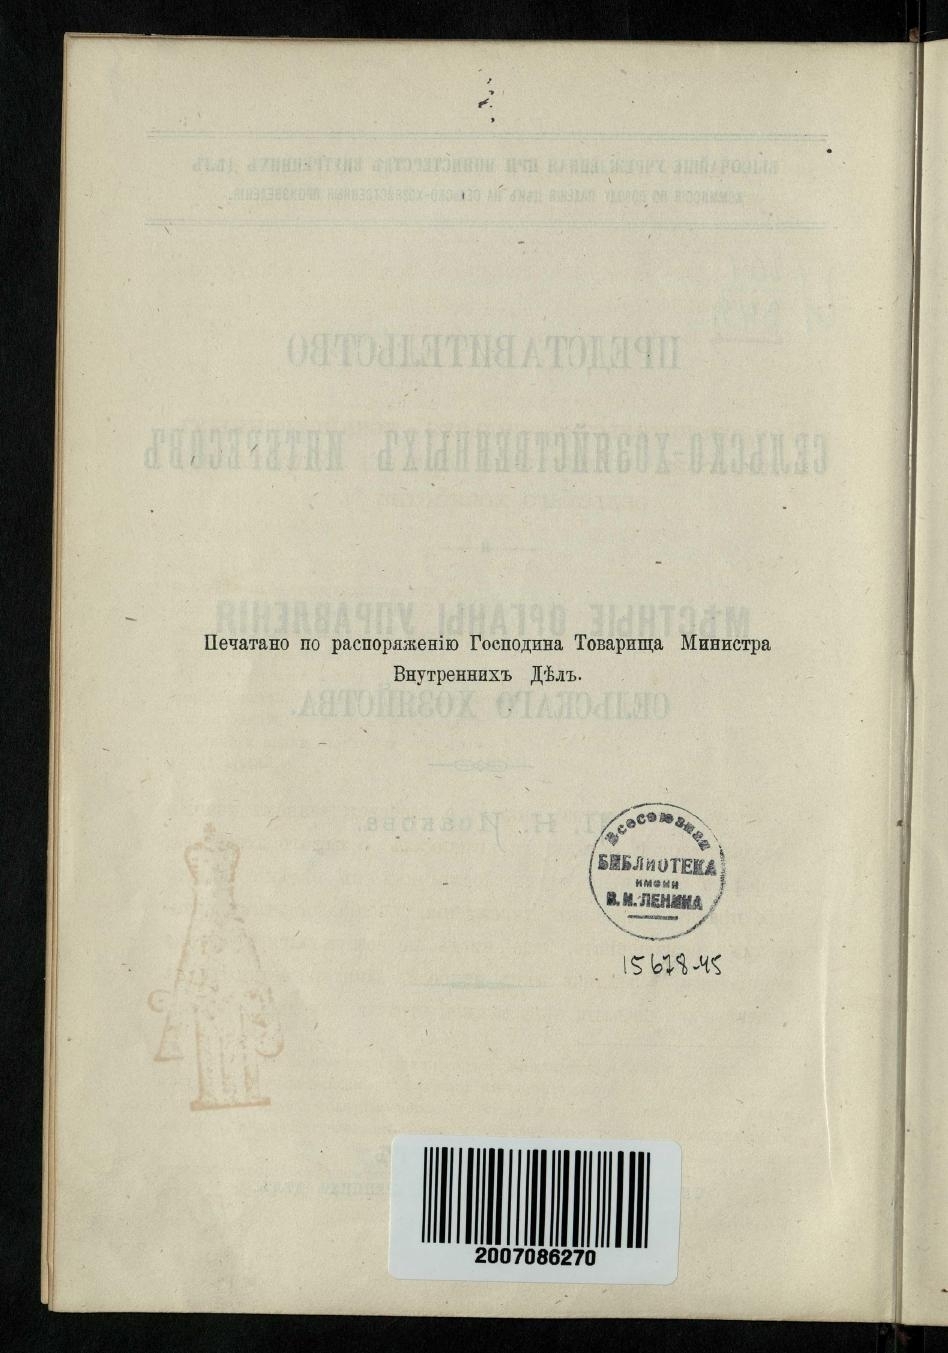 Печатано по распоряженію Господина Товарища Министра
Внутреннихъ Дѣлъ.
Всесоюзная
БИБЛИОТЕКА
имени
В. И. ЛЕНИНА
15678-45
2007086270